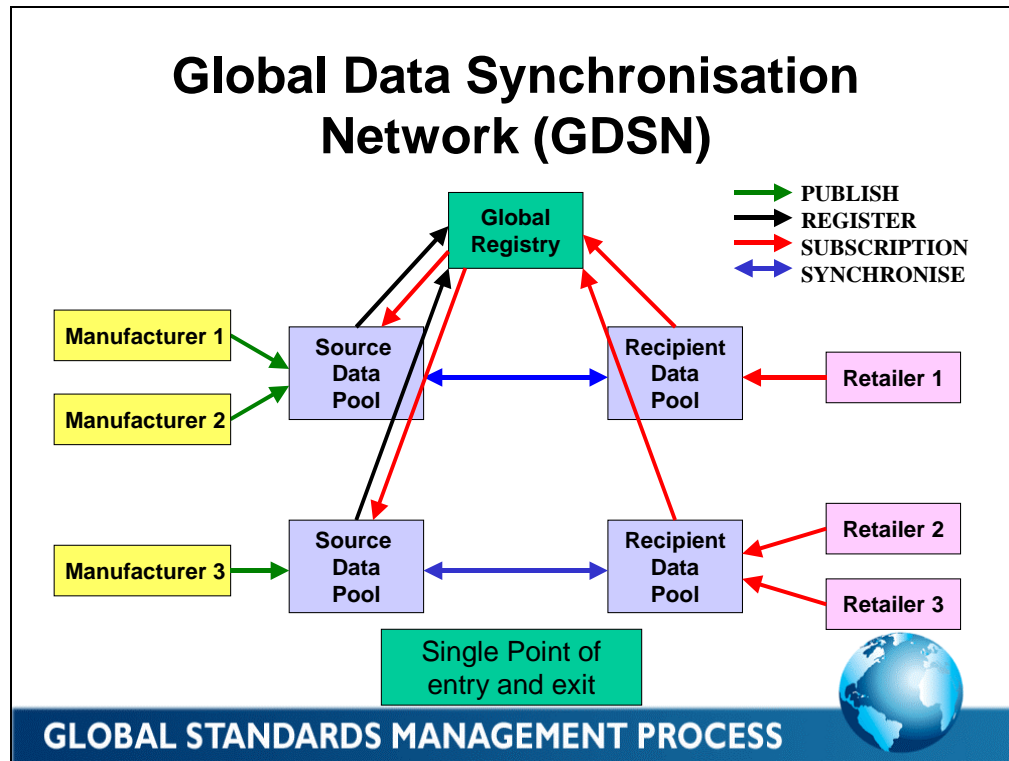 Global Data Synchronisation
Network (GDSN)
PUBLISH
REGISTER
SUBSCRIPTION
SYNCHRONISE
Global
Registry
Manufacturer 1
Manufacturer 2
Source
Data
Pool
Recipient
Data
Pool
Retailer 1
Manufacturer 3
Source
Data
Pool
Recipient
Data
Pool
Retailer 2
Retailer 3
Single Point of
entry and exit
GLOBAL STANDARDS MANAGEMENT PROCESS